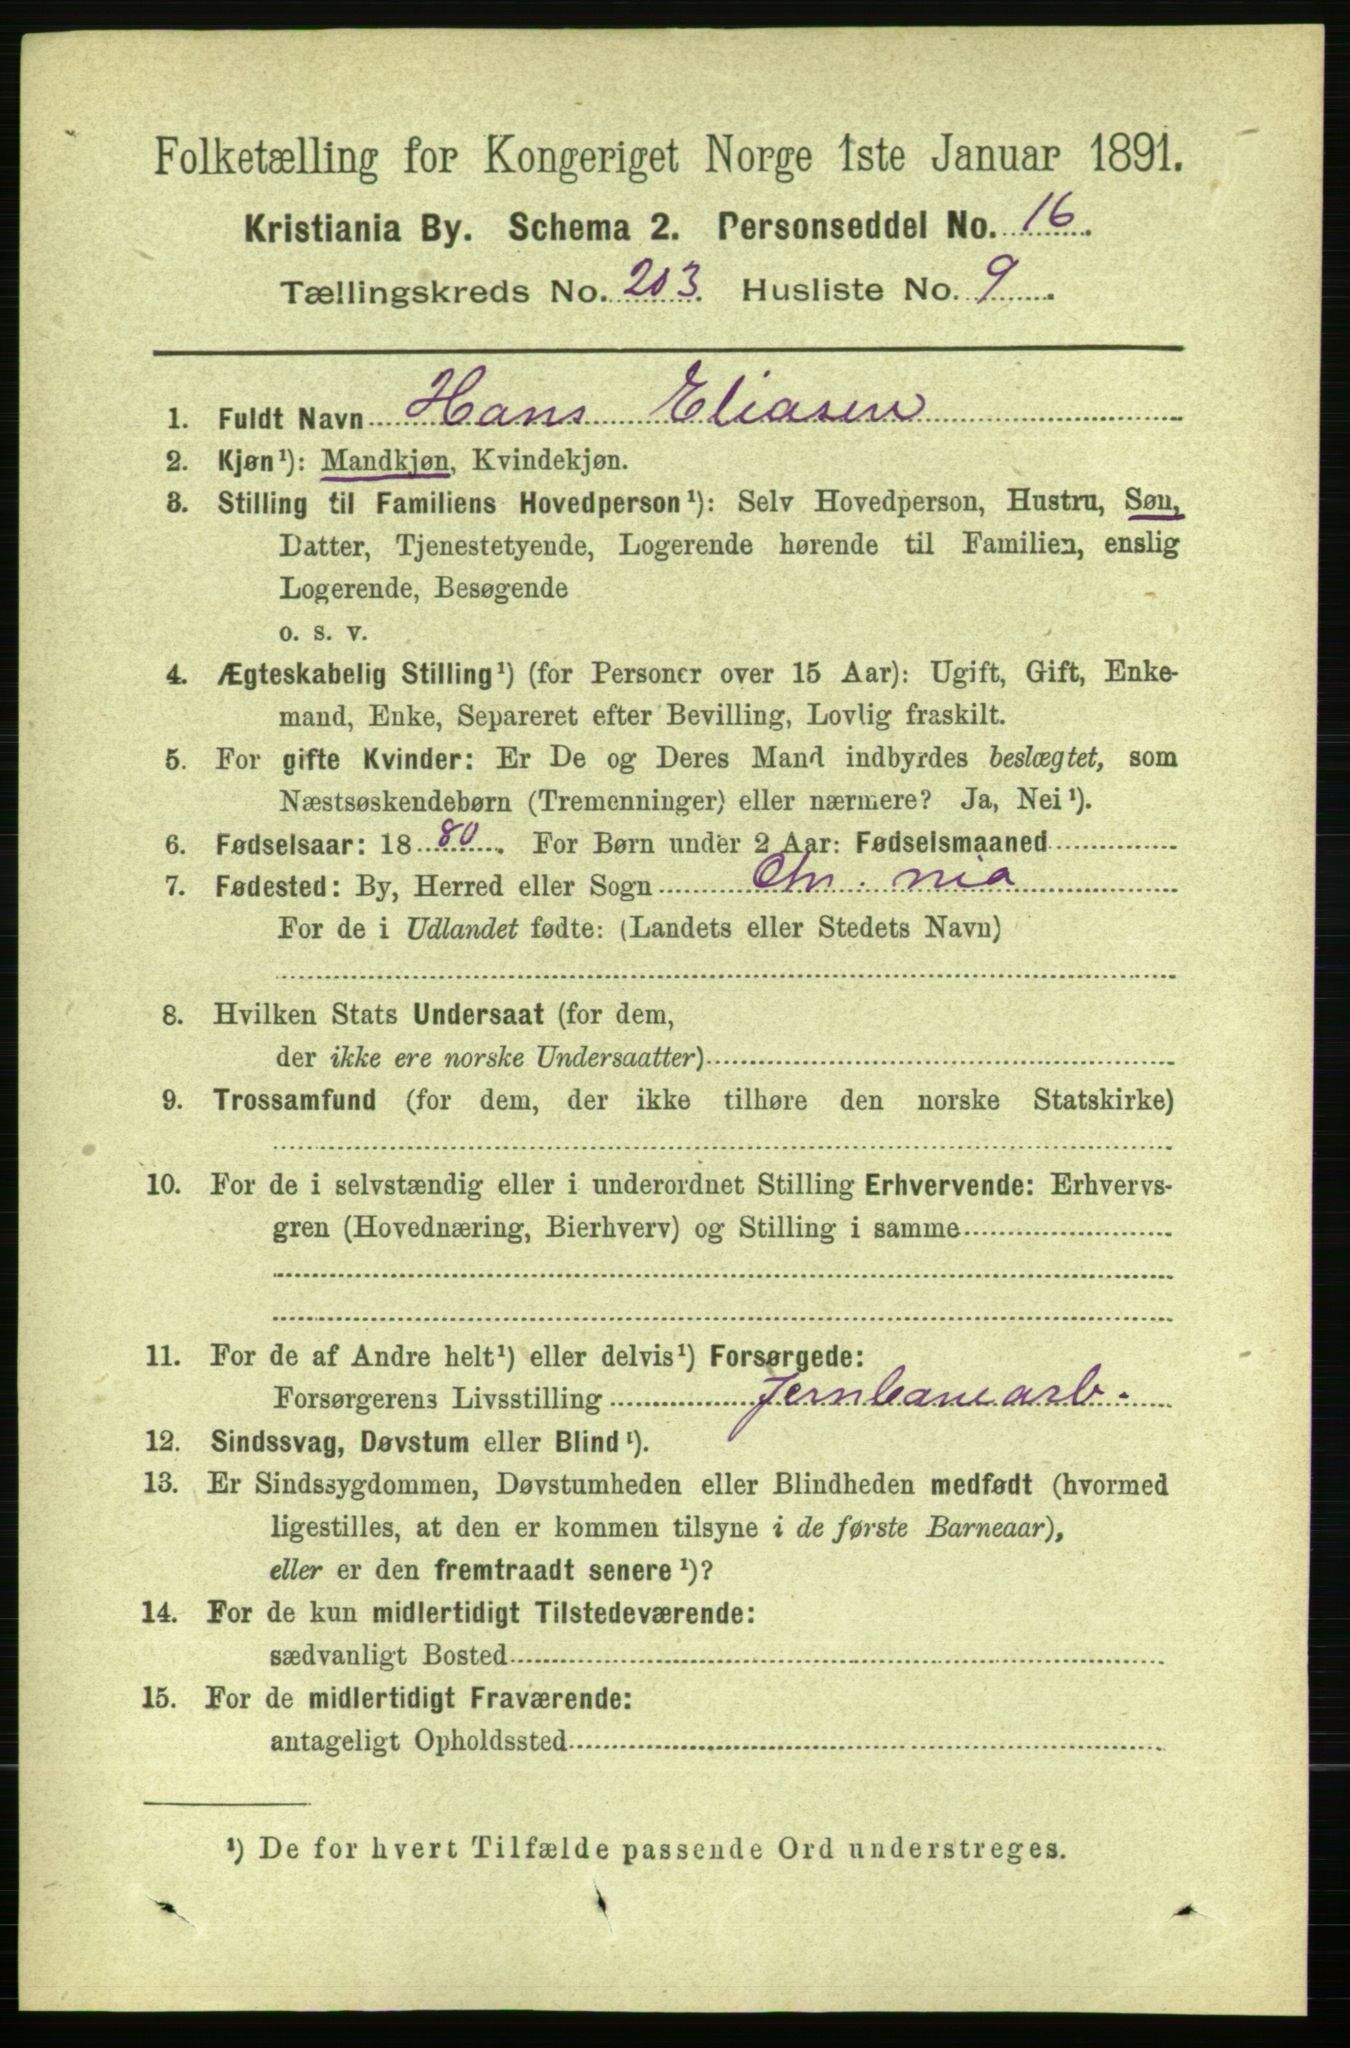 Folketælling for Kongeriget Norge 1ste Januar 1891.
Kristiania By. Schema 2. Personseddel No. 16.
Tællingskreds No. 203. Husliste No. 9.
1. Fuldt Navn Hans Eliasen
2. Kjøn¹): Mandkjøn, Kvindekjøn.
3. Stilling til Familiens Hovedperson¹): Selv Hovedperson, Hustru, Søn,
Datter, Tjenestetyende, Logerende hørende til Familien, enslig
Logerende, Besøgende
o. s. v.
4. Ægteskabelig Stilling¹) (for Personer over 15 Aar): Ugift, Gift, Enke-
mand, Enke, Separeret efter Bevilling, Lovlig fraskilt.
5. For gifte Kvinder: Er De og Deres Mand indbyrdes beslægtet, som
Næstsøskendebørn (Tremenninger) eller nærmere? Ja, Nei¹).
6. Fødselsaar: 1880. For Børn under 2 Aar: Fødselsmaaned
7. Fødested: By, Herred eller Sogn Chr.nia
For de i Udlandet fødte: (Landets eller Stedets Navn)
8. Hvilken Stats Undersaat (for dem,
der ikke ere norske Undersaatter)
9. Trossamfund (for dem, der ikke tilhøre den norske Statskirke)
10. For de i selvstændig eller i underordnet Stilling Erhvervende: Erhvervs-
gren (Hovednæring, Bierhverv) og Stilling i samme
11. For de af Andre helt¹) eller delvis¹) Forsørgede:
Forsørgerens Livsstilling Jernbanearb.
12. Sindssvag, Døvstum eller Blind¹).
13. Er Sindssygdommen, Døvstumheden eller Blindheden medfødt (hvormed
ligestilles, at den er kommen tilsyne i de første Barneaar),
eller er den fremtraadt senere¹)?
14. For de kun midlertidigt Tilstedeværende:
sædvanligt Bosted
15. For de midlertidigt Fraværende:
antageligt Opholdssted
¹) De for hvert Tilfælde passende Ord understreges.